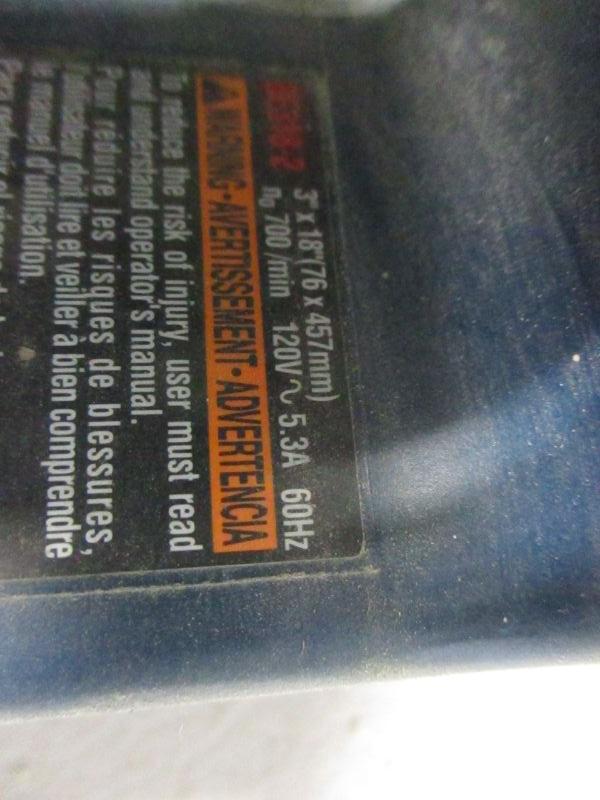 3" x 18"(76 x 457mm)
n₀ 700 /min 120V ∿ 5.3A 60Hz
WARNING · AVERTISSEMENT · ADVERTENCIA
To reduce the risk of injury, user must read
and understand operator's manual.
Pour réduire les risques de blessures,
l'utilisateur doit lire et veiller à bien comprendre
le manuel d'utilisation.